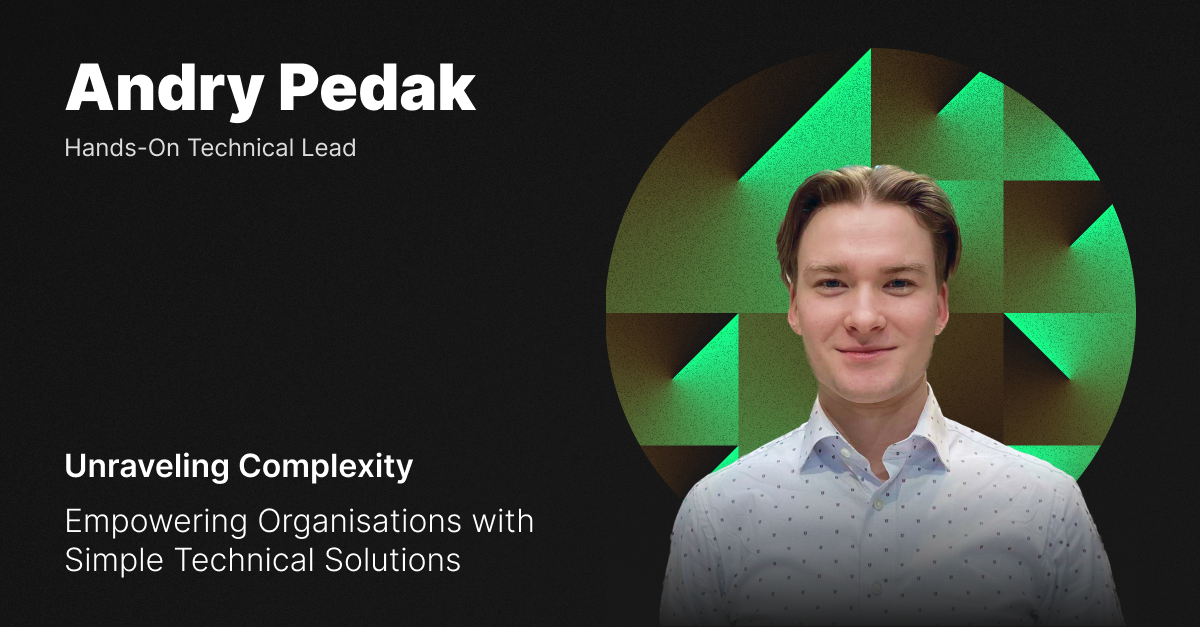 Andry Pedak
Hands-On Technical Lead
Unraveling Complexity
Empowering Organisations with
Simple Technical Solutions